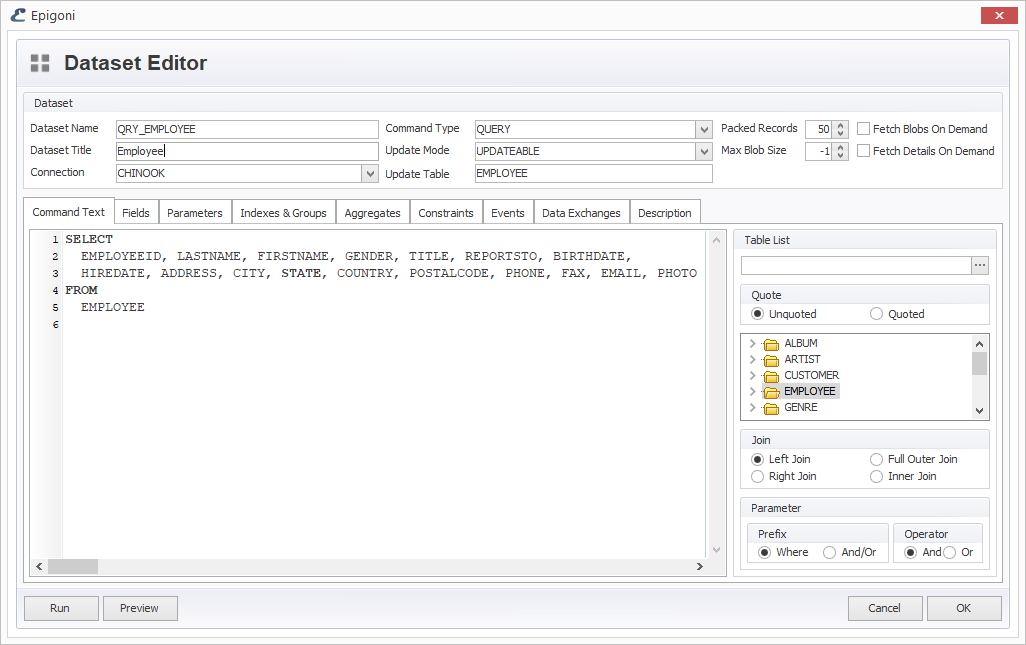 Epigoni
Dataset Editor
Dataset
Dataset Name QRY_EMPLOYEE Command Type QUERY Packed Records 50 Fetch Blobs On Demand
Dataset Title Employee Update Mode UPDATEABLE Max Blob Size -1 Fetch Details On Demand
Connection CHINOOK Update Table EMPLOYEE
Command Text Fields Parameters Indexes & Groups Aggregates Constraints Events Data Exchanges Description
1 SELECT
2 EMPLOYEEID, LASTNAME, FIRSTNAME, GENDER, TITLE, REPORTSTO, BIRTHDATE,
3 HIREDATE, ADDRESS, CITY, STATE, COUNTRY, POSTALCODE, PHONE, FAX, EMAIL, PHOTO
4 FROM
5 EMPLOYEE
6
Table List
...
Quote
Unquoted Quoted
ALBUM
ARTIST
CUSTOMER
EMPLOYEE
GENRE
Join
Left Join Full Outer Join
Right Join Inner Join
Parameter
Prefix Operator
Where And/Or And Or
Run Preview Cancel OK